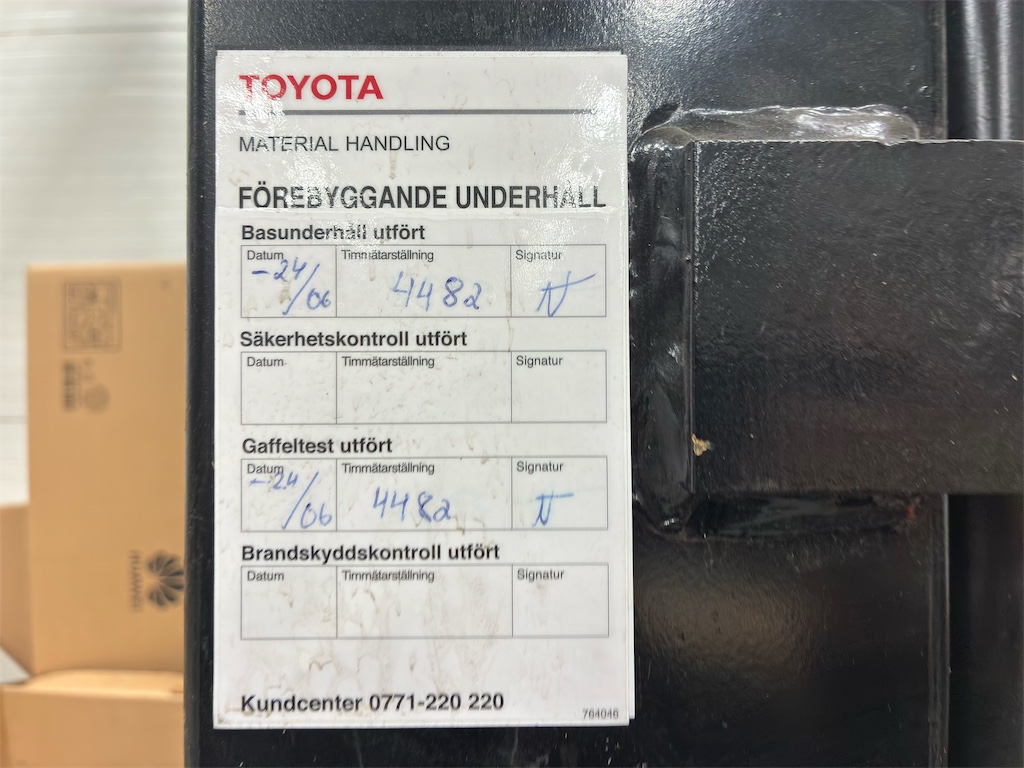 TOYOTA
MATERIAL HANDLING
FÖREBYGGANDE UNDERHÅLL
Basunderhåll utfört
Datum Timmätarställning Signatur
-24/06 4482
Säkerhetskontroll utfört
Datum Timmätarställning Signatur
Gaffeltest utfört
Datum Timmätarställning Signatur
-24/06 4482
Brandskyddskontroll utfört
Datum Timmätarställning Signatur
Kundcenter 0771-220 220
764046
HUAWEI